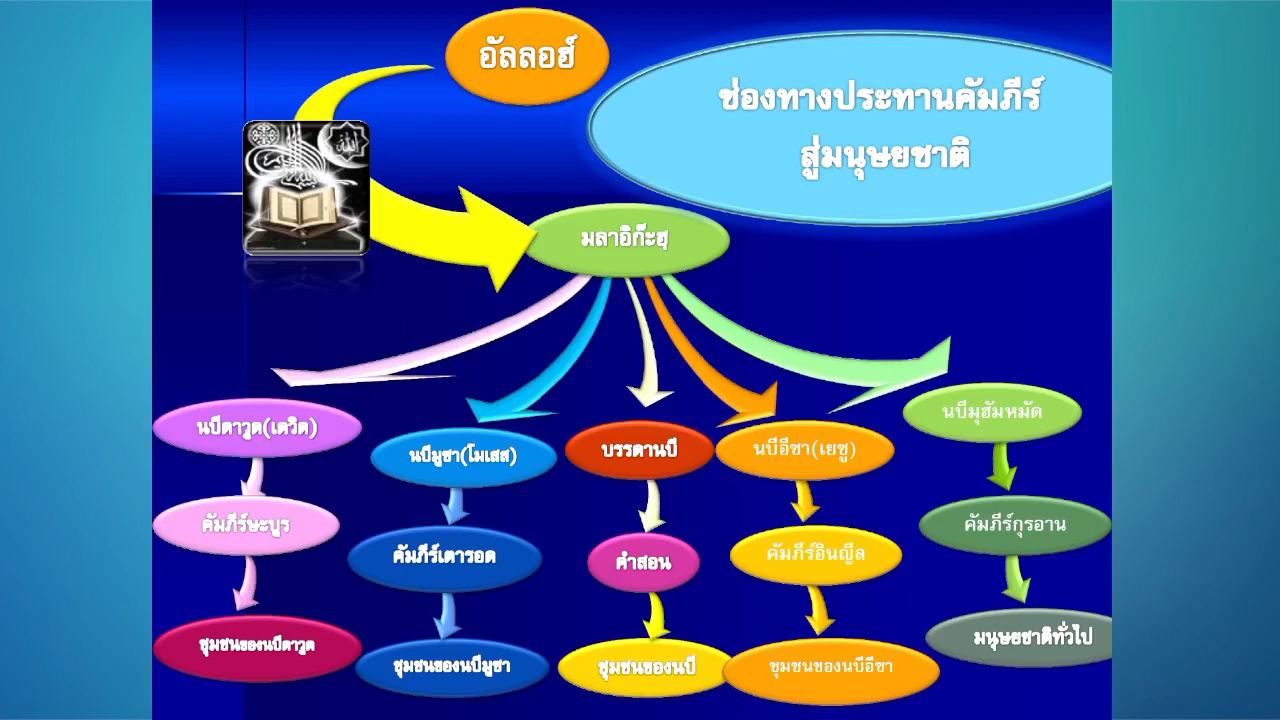 อัลลอฮ์
ช่องทางประทานคัมภีร์
สู่มนุษยชาติ
มลาอิก๊ะฮฺ
นบีดาวูด(เดวิด)
นบีมูซา(โมเสส)
บรรดานบี
นบีอีซา(เยซู)
นบีมุฮัมหมัด
คัมภีร์ซะบูร
คัมภีร์เตารอด
คำสอน
คัมภีร์อินญีล
คัมภีร์กุรอาน
ชุมชนของนบีดาวูด
ชุมชนของนบีมูซา
ชุมชนของนบี
ชุมชนของนบีอีซา
มนุษยชาติทั่วไป